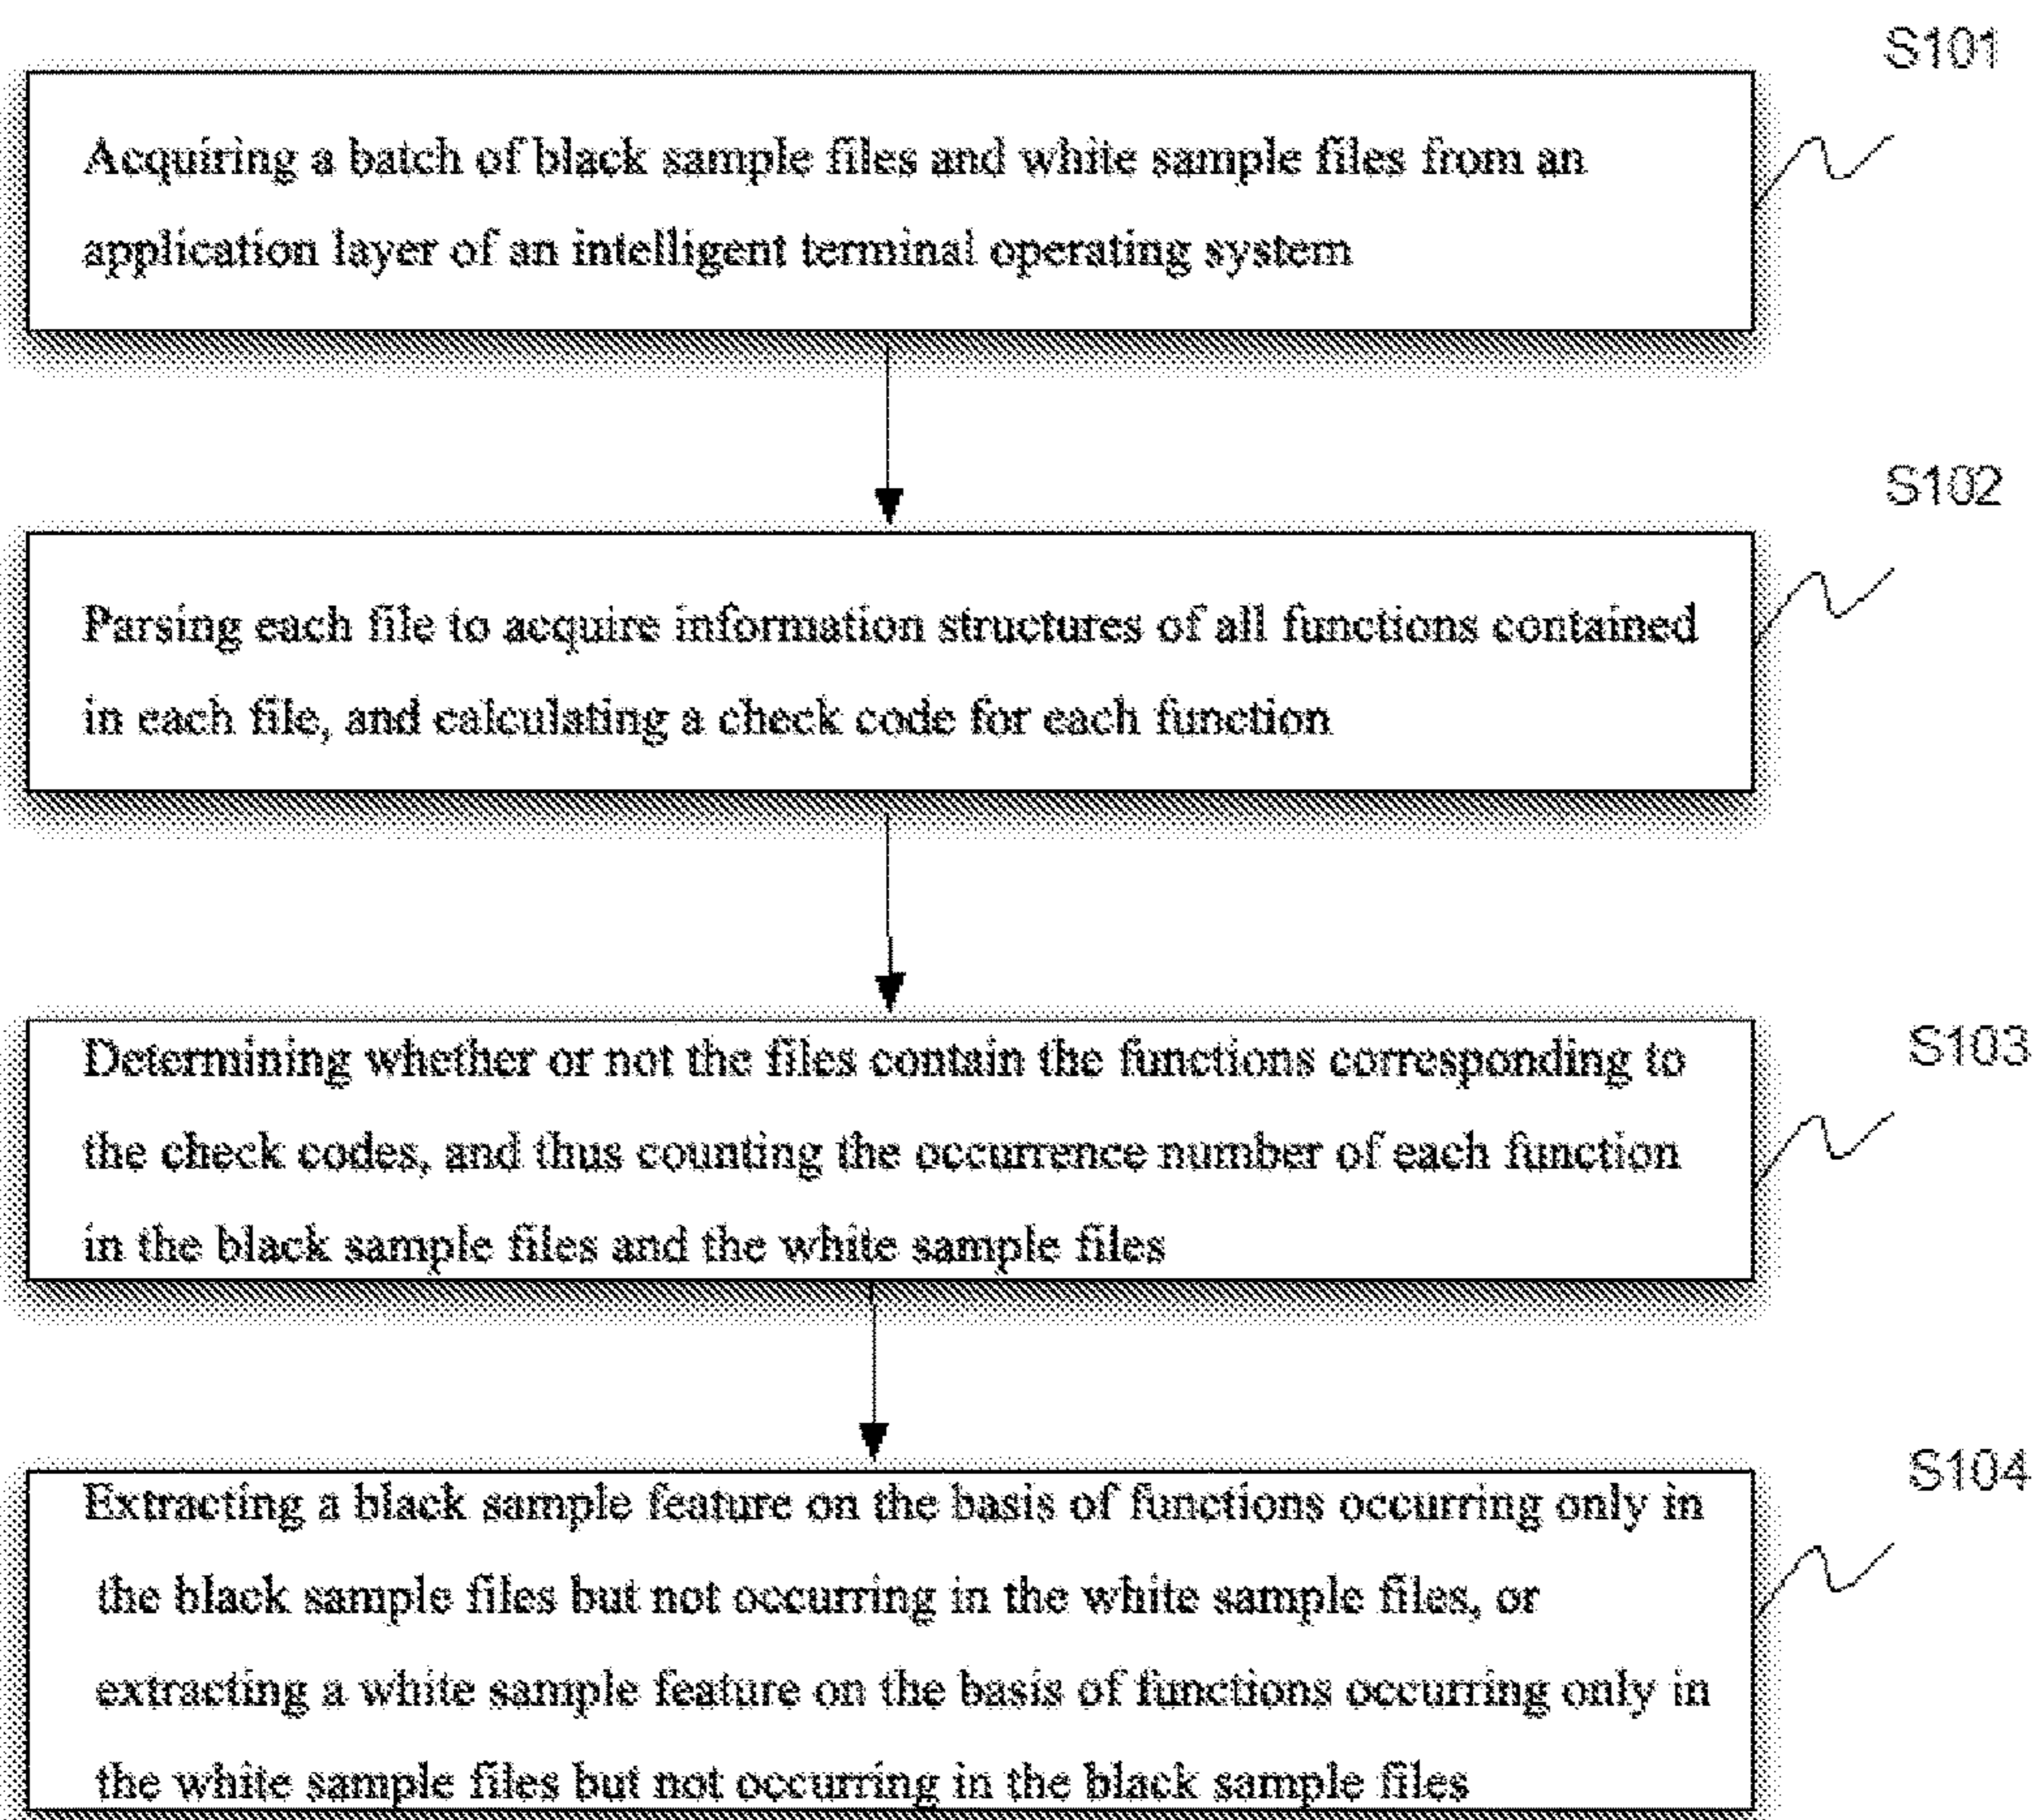 S101
Acquiring a batch of black sample files and white sample files from an
application layer of an intelligent terminal operating system
S102
Parsing each file to acquire information structures of all functions contained
in each file, and calculating a check code for each function
S103
Determining whether or not the files contain the functions corresponding to
the check codes, and thus counting the occurrence number of each function
in the black sample files and the white sample files
S104
Extracting a black sample feature on the basis of functions occurring only in
the black sample files but not occurring in the white sample files, or
extracting a white sample feature on the basis of functions occurring only in
the white sample files but not occurring in the black sample files